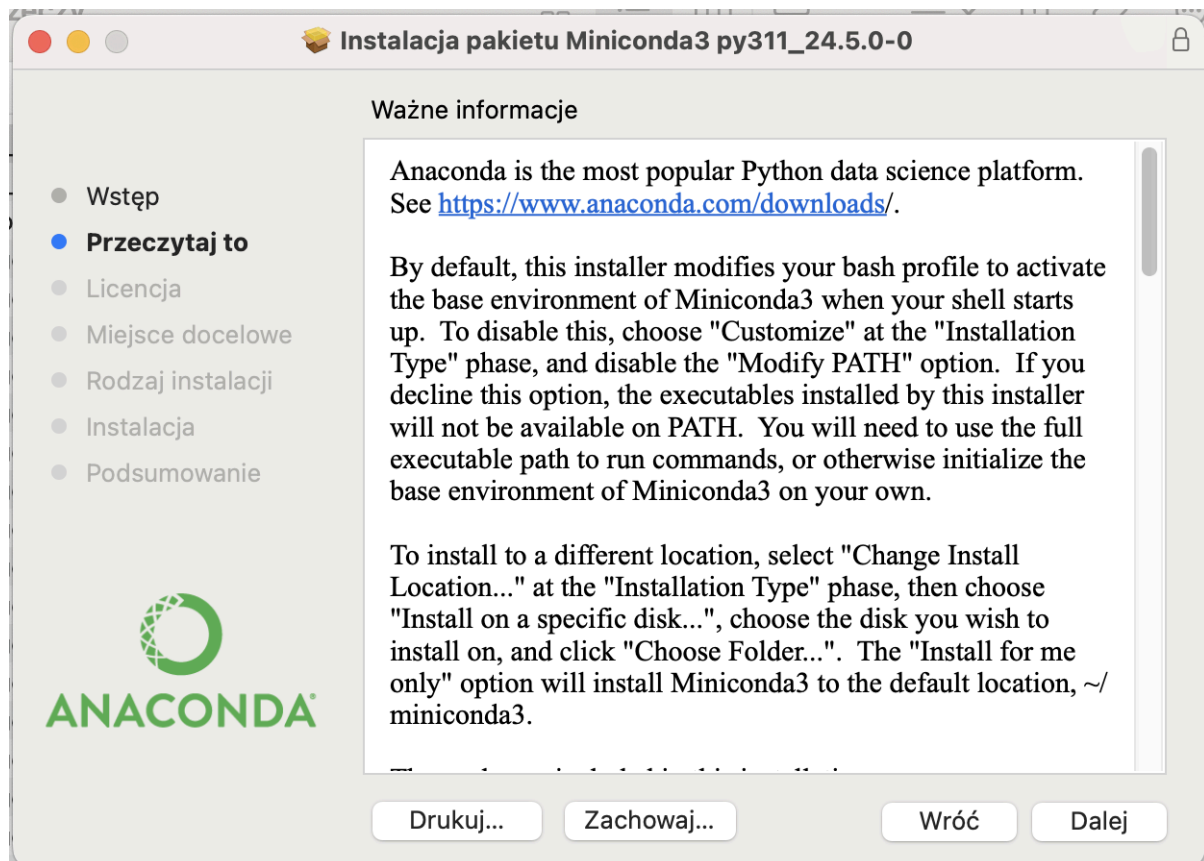 Instalacja pakietu Miniconda3 py311_24.5.0-0
Ważne informacje
Wstęp
Przeczytaj to
Licencja
Miejsce docelowe
Rodzaj instalacji
Instalacja
Podsumowanie
ANACONDA®
Anaconda is the most popular Python data science platform.
See https://www.anaconda.com/downloads/.
By default, this installer modifies your bash profile to activate
the base environment of Miniconda3 when your shell starts
up.  To disable this, choose "Customize" at the "Installation
Type" phase, and disable the "Modify PATH" option.  If you
decline this option, the executables installed by this installer
will not be available on PATH.  You will need to use the full
executable path to run commands, or otherwise initialize the
base environment of Miniconda3 on your own.
To install to a different location, select "Change Install
Location..." at the "Installation Type" phase, then choose
"Install on a specific disk...", choose the disk you wish to
install on, and click "Choose Folder...".  The "Install for me
only" option will install Miniconda3 to the default location, ~/
miniconda3.
Drukuj...
Zachowaj...
Wróć
Dalej